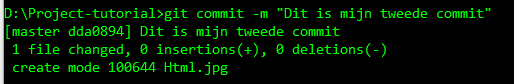 D:\Project-tutorial>git commit -m "Dit is mijn tweede commit"
[master dda0894] Dit is mijn tweede commit
 1 file changed, 0 insertions(+), 0 deletions(-)
 create mode 100644 Html.jpg